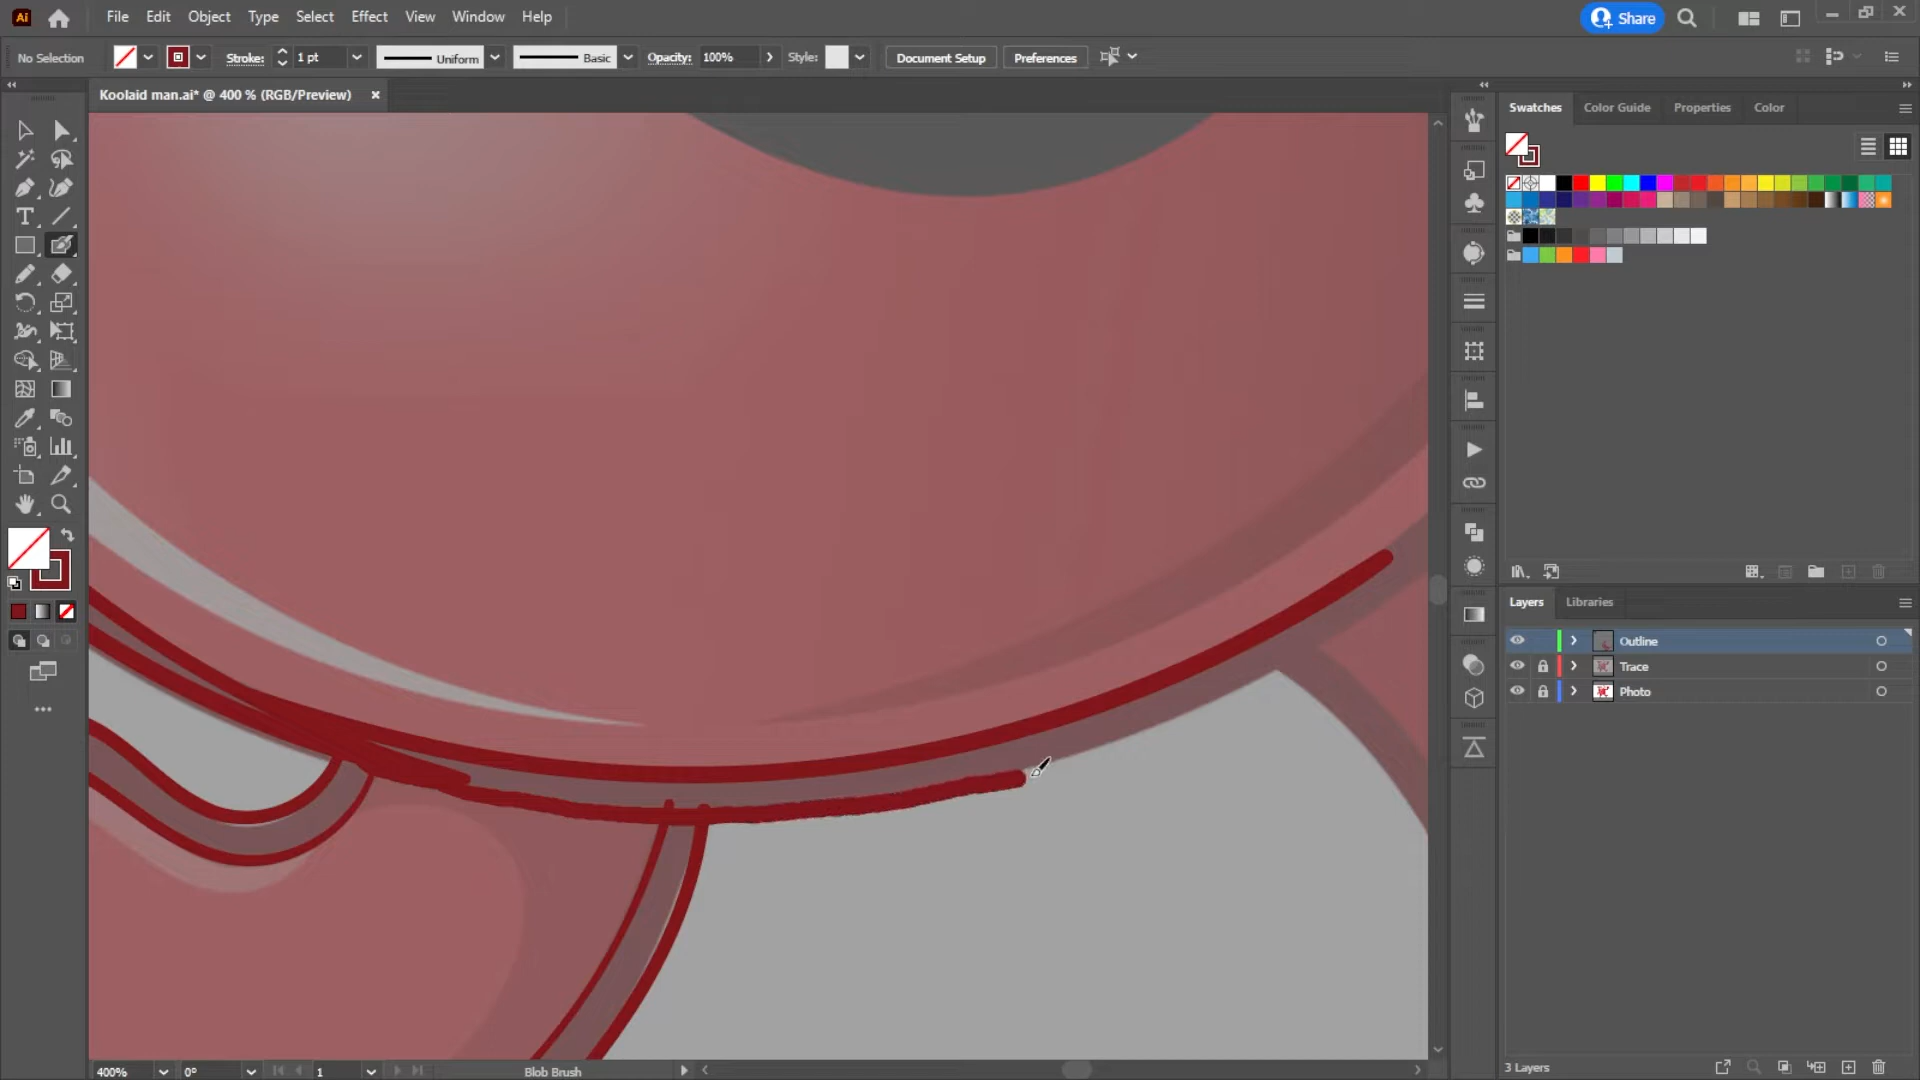 Ai File Edit Object Type Select Effect View Window Help Share
No Selection Stroke: 1 pt Uniform Basic Opacity: 100% Style: Document Setup Preferences
Koolaid man.ai* @ 400 % (RGB/Preview)
Swatches Color Guide Properties Color
Layers Libraries
Outline
Trace
Photo
400% 0° 1 Blob Brush 3 Layers